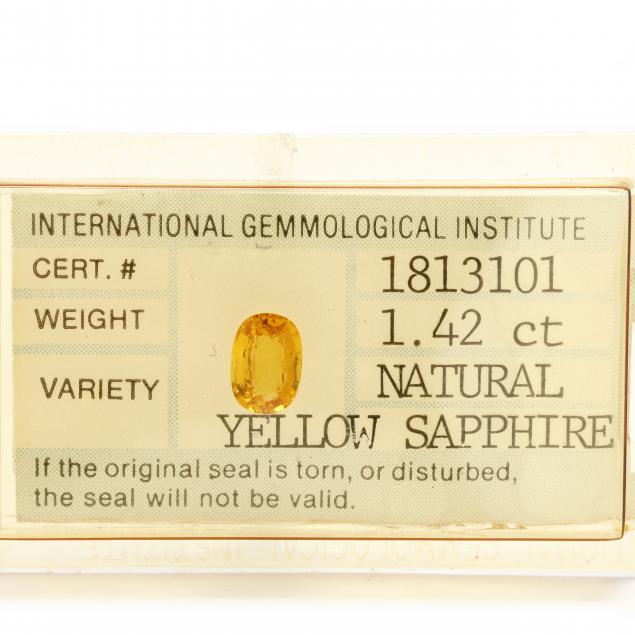 INTERNATIONAL GEMMOLOGICAL INSTITUTE
CERT. # 1813101
WEIGHT 1.42 ct
VARIETY NATURAL
YELLOW SAPPHIRE
If the original seal is torn, or disturbed,
the seal will not be valid.